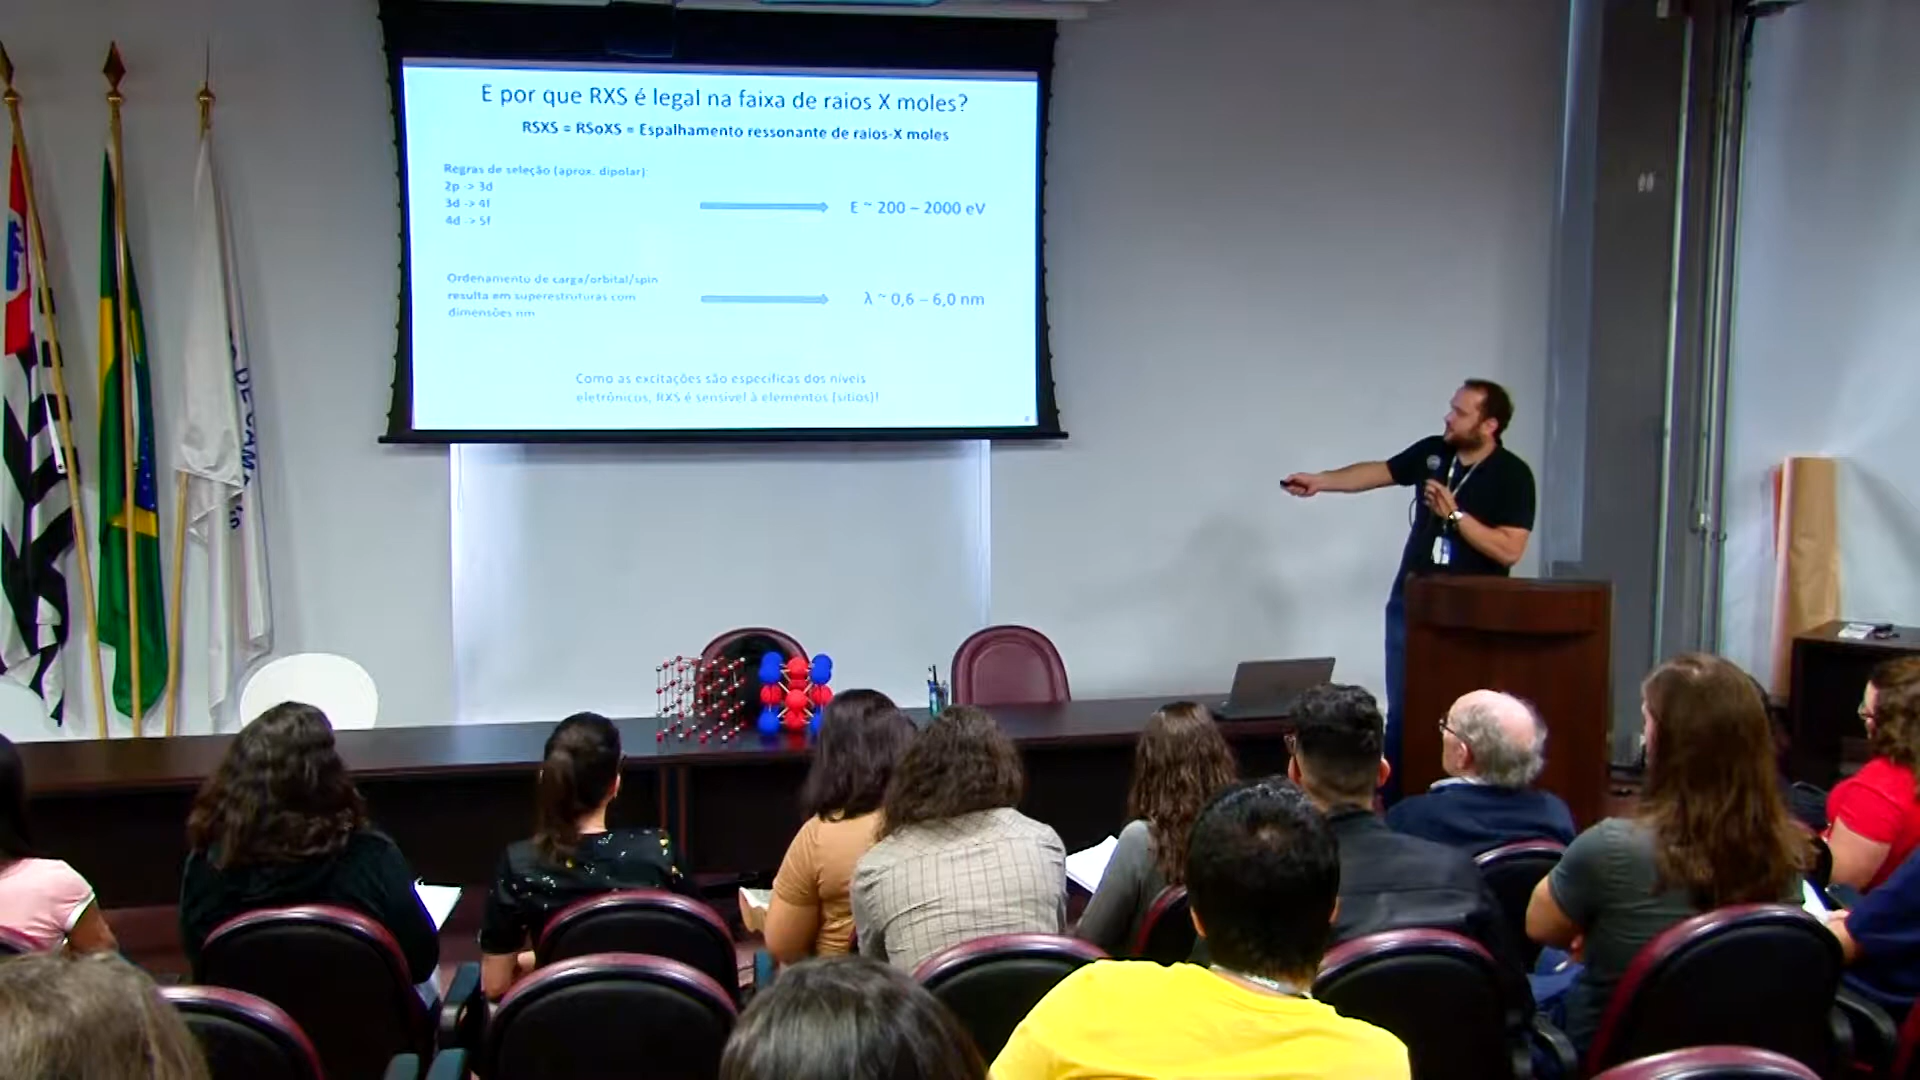 E por que RXS é legal na faixa de raios X moles?
RSXS = RSoXS = Espalhamento ressonante de raios-X moles
Regras de seleção (aprox. dipolar)
2p -> 3d
3d -> 4f
4d -> 5f
E ~ 200 – 2000 eV
Ordenamento de carga/orbital/spin
resulta em superestruturas com
dimensões nm
λ ~ 0,6 – 6,0 nm
Como as excitações são específicas dos níveis
eletrônicos, RXS é sensível à elementos (sítios)!
DE CAM